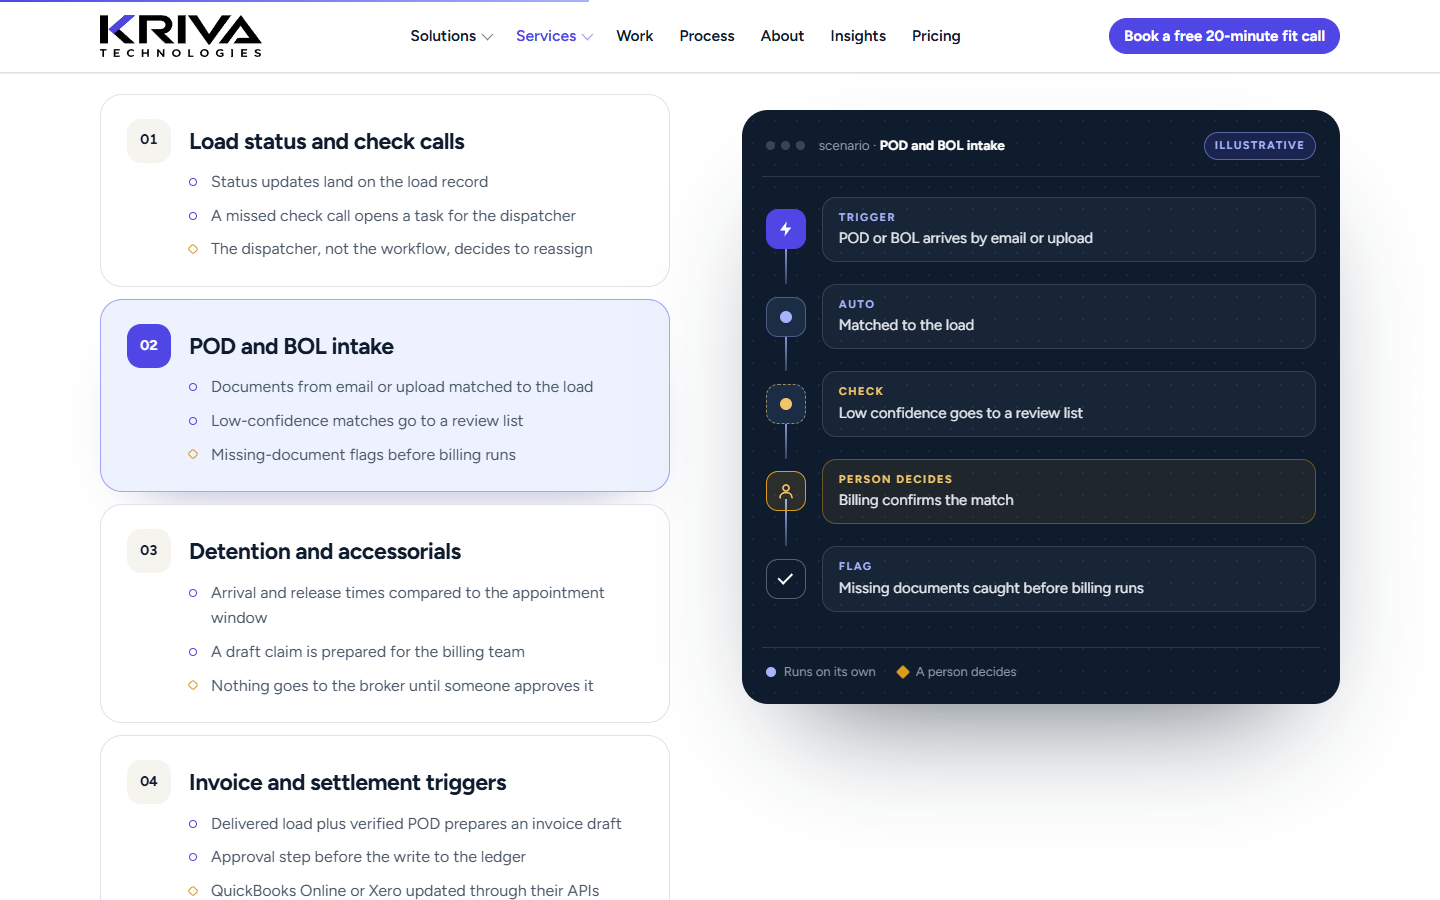 KRIVA
TECHNOLOGIES
Solutions
Services
Work
Process
About
Insights
Pricing
Book a free 20-minute fit call
01
Load status and check calls
Status updates land on the load record
A missed check call opens a task for the dispatcher
The dispatcher, not the workflow, decides to reassign
02
POD and BOL intake
Documents from email or upload matched to the load
Low-confidence matches go to a review list
Missing-document flags before billing runs
03
Detention and accessorials
Arrival and release times compared to the appointment
window
A draft claim is prepared for the billing team
Nothing goes to the broker until someone approves it
04
Invoice and settlement triggers
Delivered load plus verified POD prepares an invoice draft
Approval step before the write to the ledger
QuickBooks Online or Xero updated through their APIs
scenario · POD and BOL intake
ILLUSTRATIVE
TRIGGER
POD or BOL arrives by email or upload
AUTO
Matched to the load
CHECK
Low confidence goes to a review list
PERSON DECIDES
Billing confirms the match
FLAG
Missing documents caught before billing runs
Runs on its own
A person decides